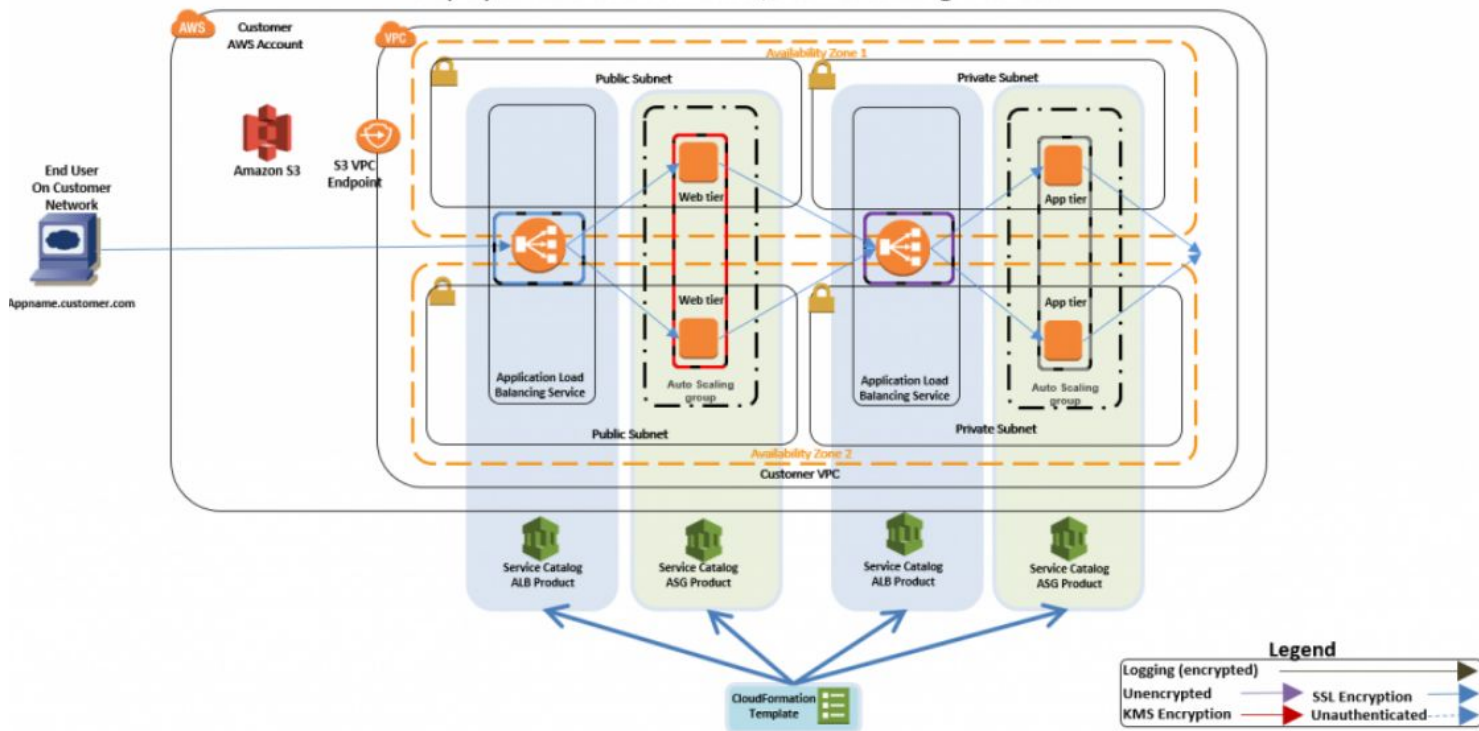 AWS
Customer
AWS Account
VPC
Availability Zone 1
Public Subnet
Private Subnet
Amazon S3
S3 VPC
Endpoint
End User
On Customer
Network
Appname.customer.com
Web tier
App tier
Web tier
App tier
Application Load
Balancing Service
Auto Scaling
group
Application Load
Balancing Service
Auto Scaling
group
Public Subnet
Private Subnet
Availability Zone 2
Customer VPC
Service Catalog
ALB Product
Service Catalog
ASG Product
Service Catalog
ALB Product
Service Catalog
ASG Product
CloudFormation
Template
Legend
Logging (encrypted)
Unencrypted
SSL Encryption
KMS Encryption
Unauthenticated